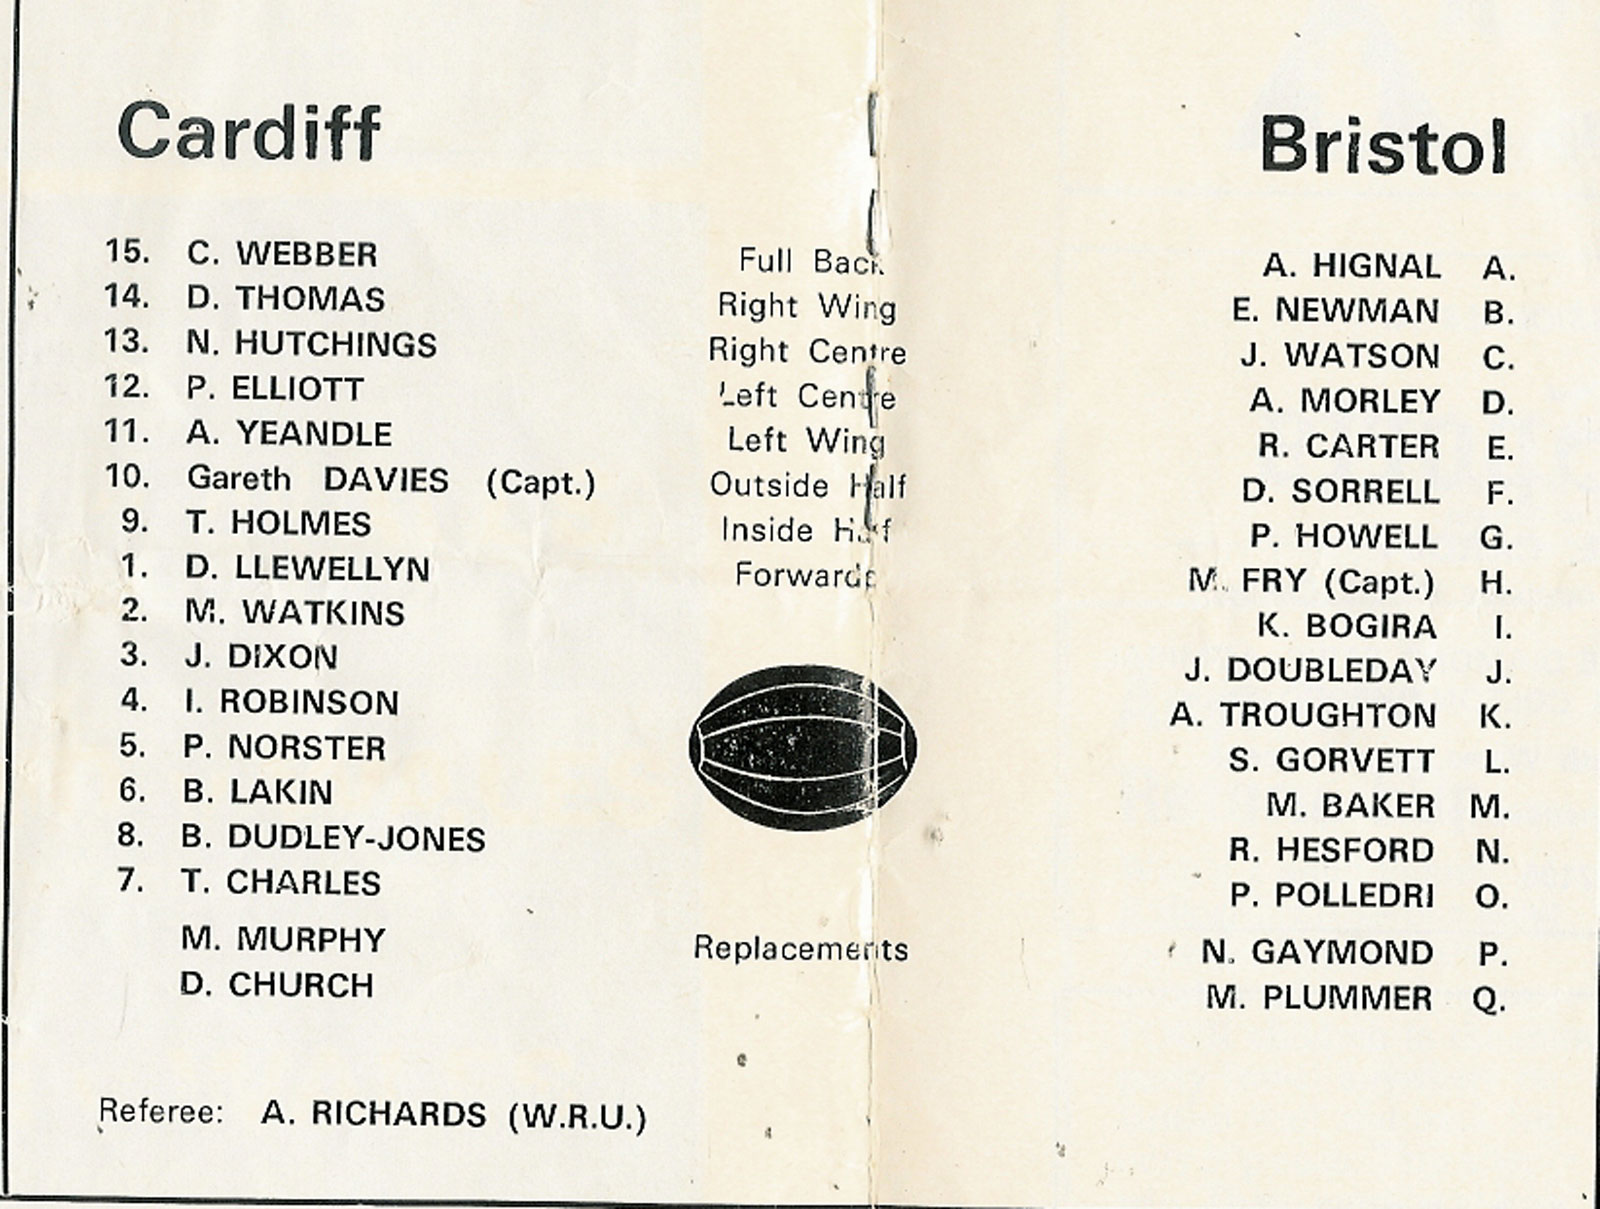 Cardiff Bristol
15. C. WEBBER Full Back A. HIGNAL A.
14. D. THOMAS Right Wing E. NEWMAN B.
13. N. HUTCHINGS Right Centre J. WATSON C.
12. P. ELLIOTT Left Centre A. MORLEY D.
11. A. YEANDLE Left Wing R. CARTER E.
10. Gareth DAVIES (Capt.) Outside Half D. SORRELL F.
9. T. HOLMES Inside Half P. HOWELL G.
1. D. LLEWELLYN Forwards M. FRY (Capt.) H.
2. M. WATKINS K. BOGIRA I.
3. J. DIXON J. DOUBLEDAY J.
4. I. ROBINSON A. TROUGHTON K.
5. P. NORSTER S. GORVETT L.
6. B. LAKIN M. BAKER M.
8. B. DUDLEY-JONES R. HESFORD N.
7. T. CHARLES P. POLLEDRI O.
M. MURPHY Replacements N. GAYMOND P.
D. CHURCH M. PLUMMER Q.
Referee: A. RICHARDS (W.R.U.)